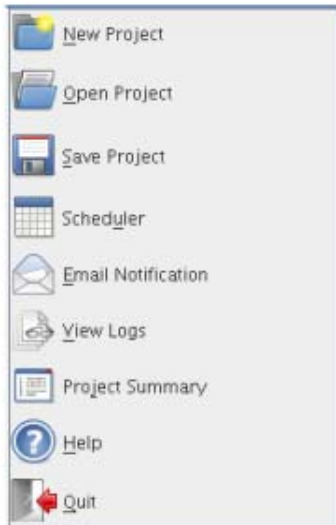 New Project
Open Project
Save Project
Scheduler
Email Notification
View Logs
Project Summary
Help
Quit